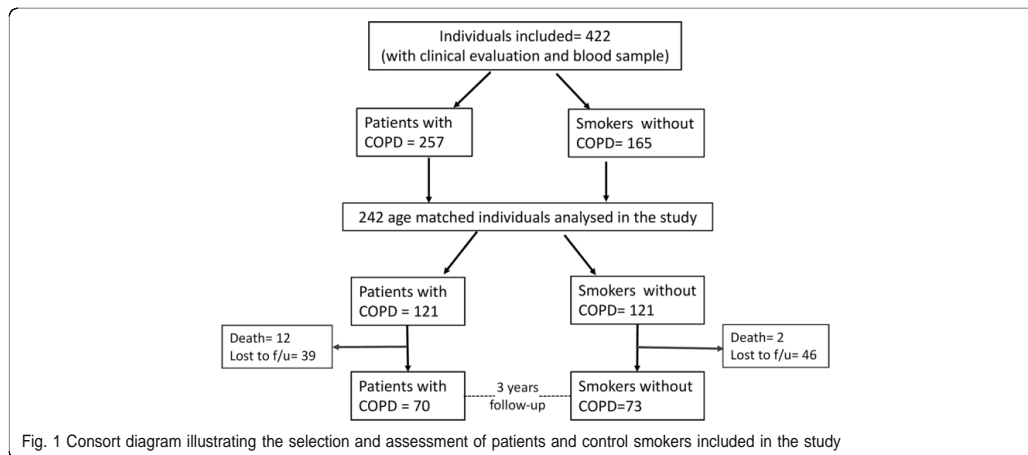 Individuals included= 422
(with clinical evaluation and blood sample)
Patients with
COPD = 257
Smokers without
COPD= 165
242 age matched individuals analysed in the study
Patients with
COPD = 121
Smokers without
COPD= 121
Death= 12
Lost to f/u= 39
Death= 2
Lost to f/u= 46
Patients with
COPD = 70
3 years
follow-up
Smokers without
COPD=73
Fig. 1 Consort diagram illustrating the selection and assessment of patients and control smokers included in the study